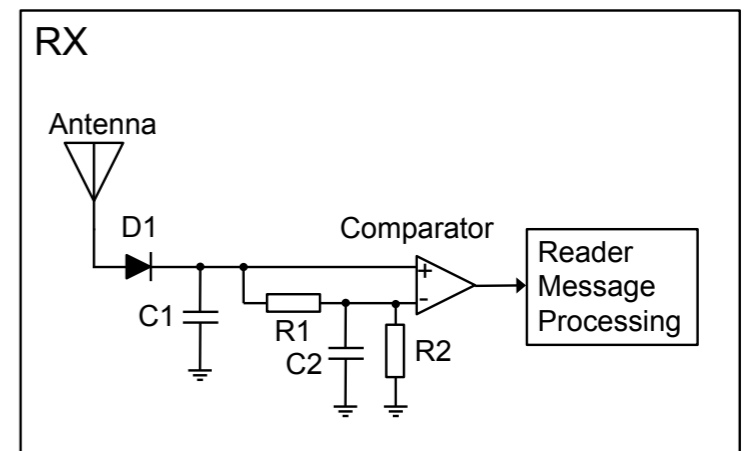 RX
Antenna
D1
Comparator
+
-
C1
R1
C2
R2
Reader
Message
Processing